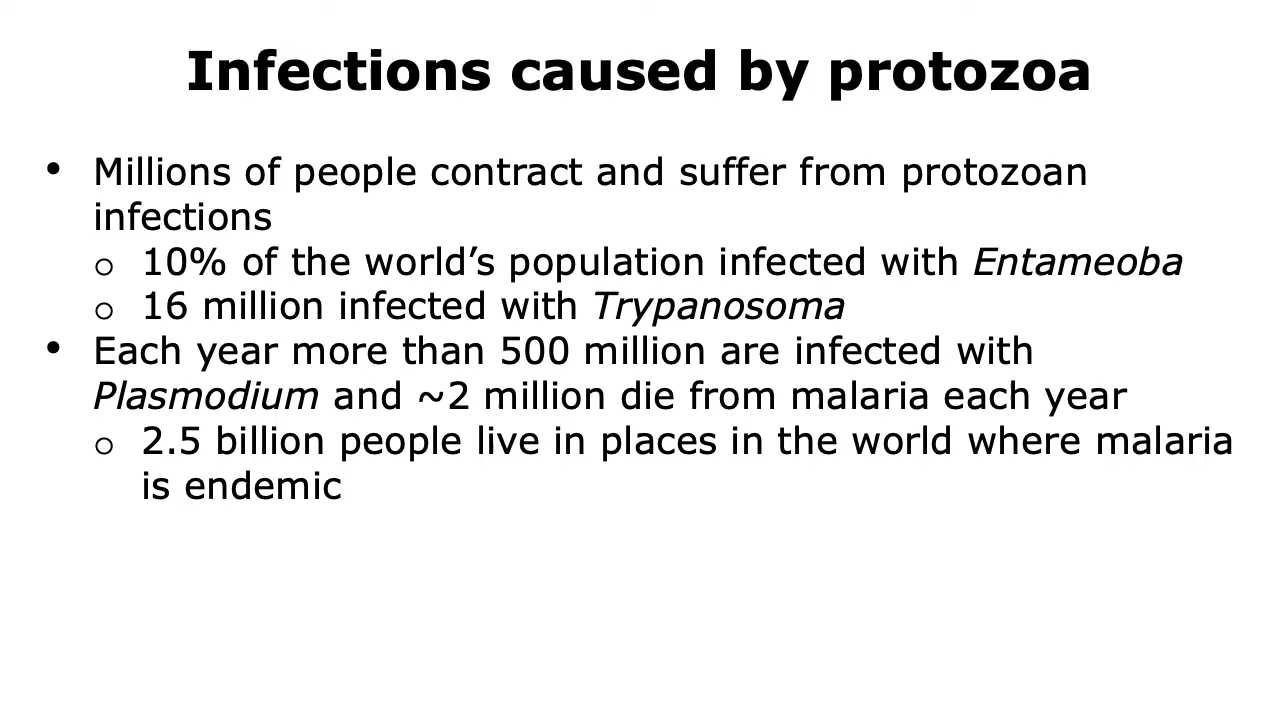 Infections caused by protozoa
• Millions of people contract and suffer from protozoan
infections
o 10% of the world’s population infected with Entameoba
o 16 million infected with Trypanosoma
• Each year more than 500 million are infected with
Plasmodium and ~2 million die from malaria each year
o 2.5 billion people live in places in the world where malaria
is endemic